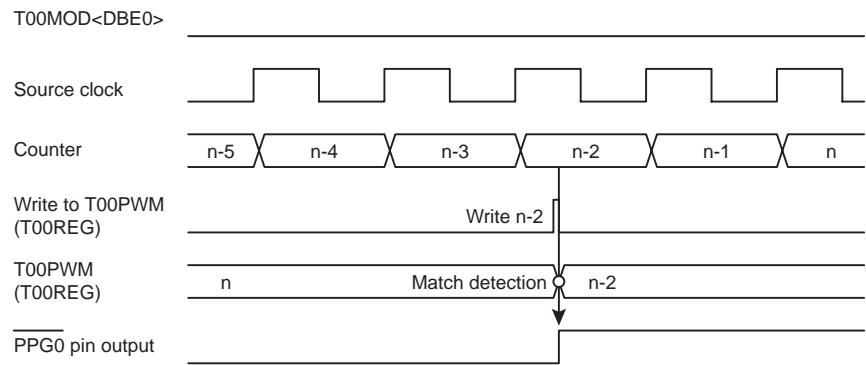 T00MOD<DBE0>
Source clock
Counter
n-5 n-4 n-3 n-2 n-1 n
Write to T00PWM
(T00REG)
Write n-2
T00PWM
(T00REG)
n Match detection n-2
PPG0 pin output